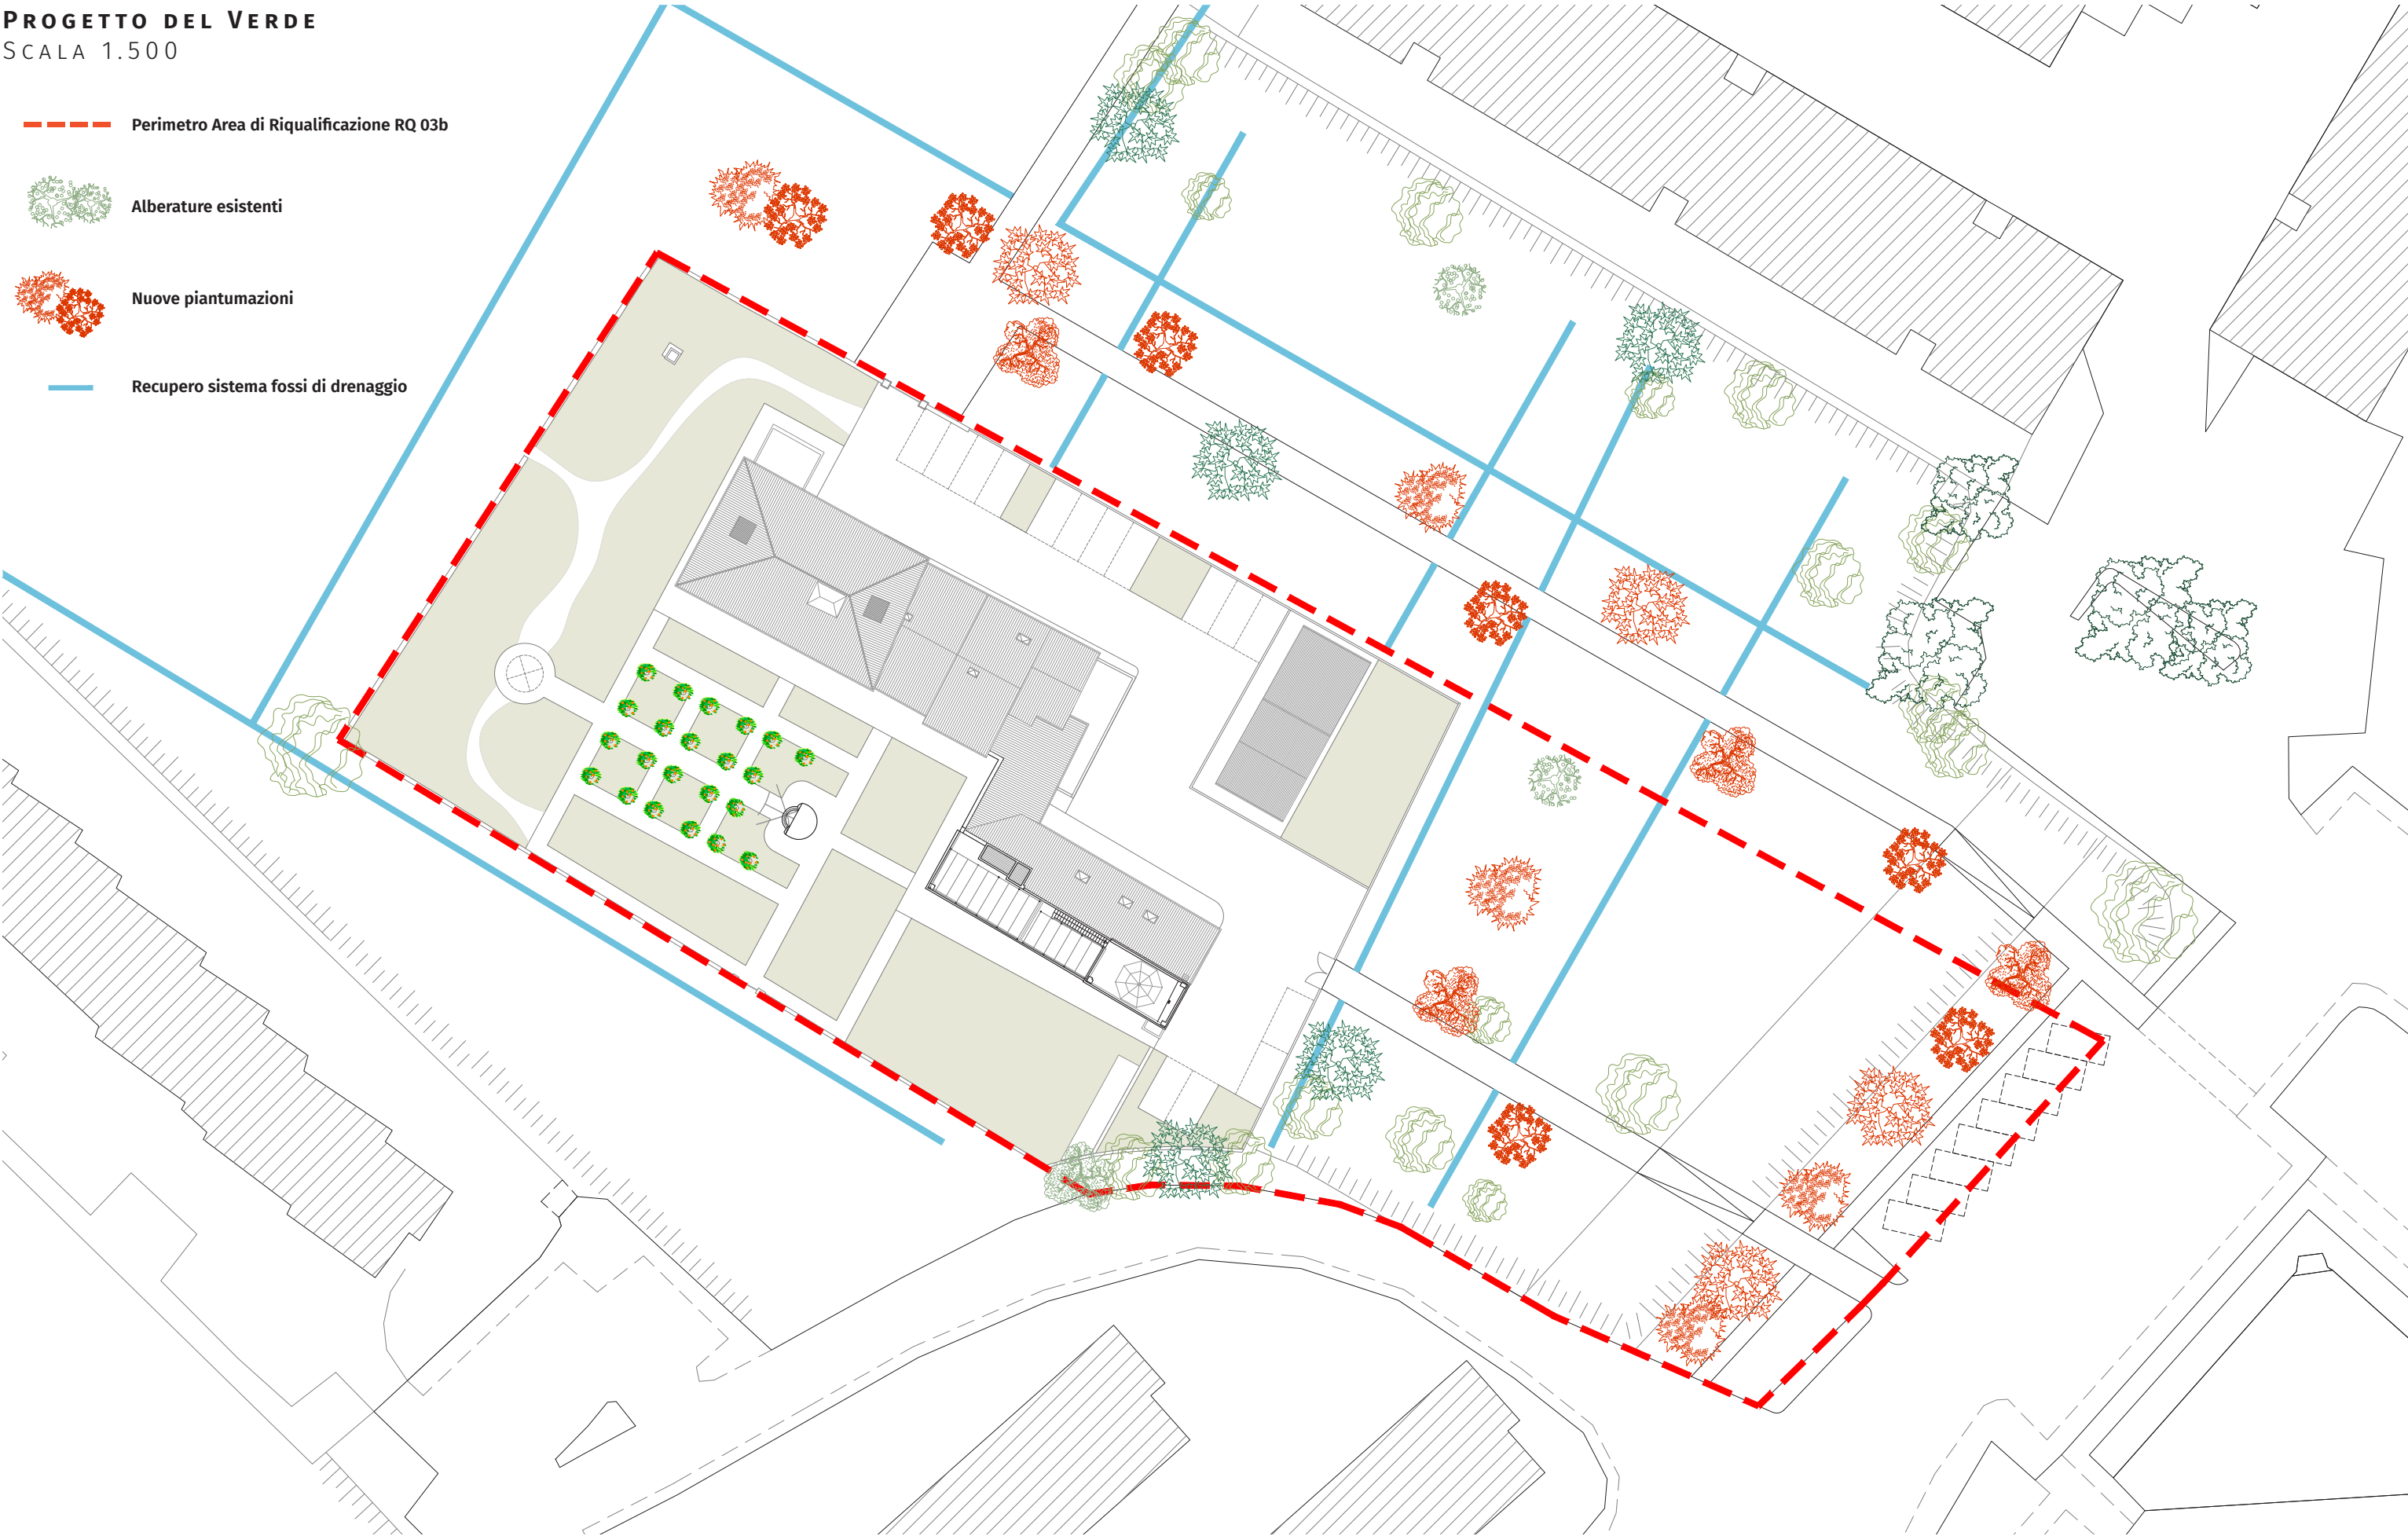 PROGETTO DEL VERDE
SCALA 1.500
Perimetro Area di Riqualificazione RQ 03b
Alberature esistenti
Nuove piantumazioni
Recupero sistema fossi di drenaggio